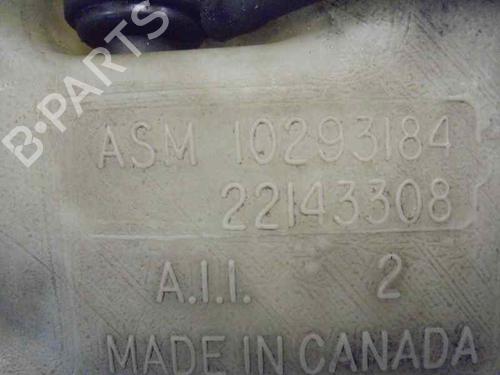 B-PARTS
ASM 10293184
22143308
A.I.I. 2
MADE IN CANADA